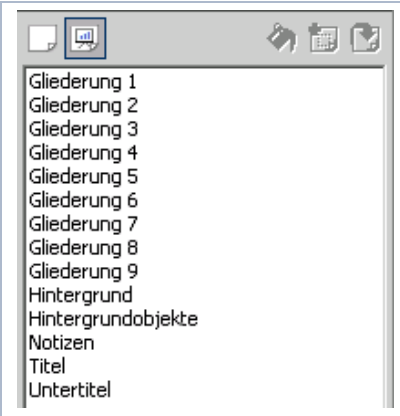 Gliederung 1
Gliederung 2
Gliederung 3
Gliederung 4
Gliederung 5
Gliederung 6
Gliederung 7
Gliederung 8
Gliederung 9
Hintergrund
Hintergrundobjekte
Notizen
Titel
Untertitel